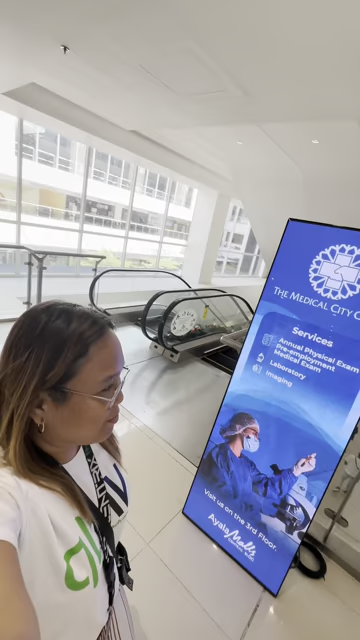 THE MEDICAL CITY
Services
Annual Physical Exam
Pre-employment
Medical Exam
Laboratory
Imaging
Visit us on the 3rd Floor.
Ayala Malls